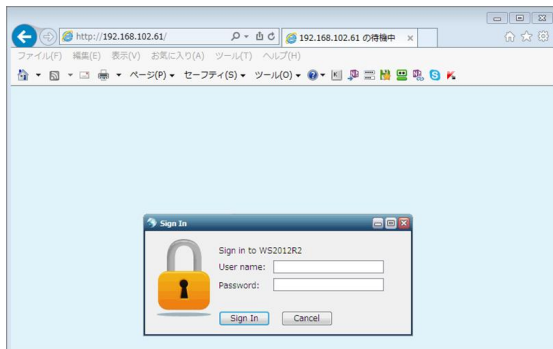 http://192.168.102.61/
192.168.102.61 の待機中
ファイル(F) 編集(E) 表示(V) お気に入り(A) ツール(T) ヘルプ(H)
ページ(P) セーフティ(S) ツール(O)
Sign In
Sign in to WS2012R2
User name:
Password:
Sign In Cancel